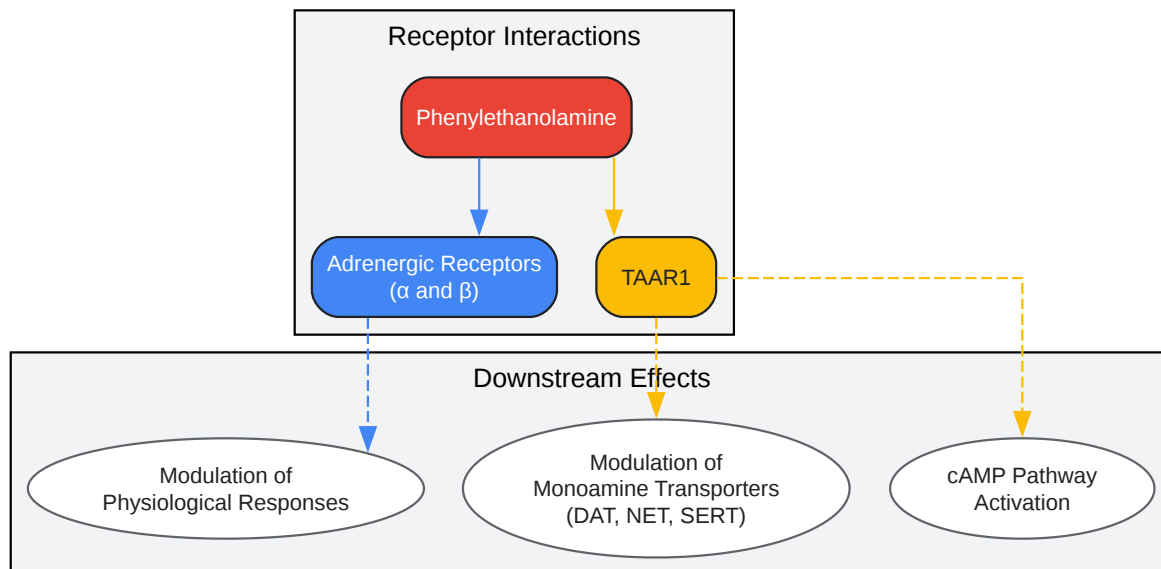 Receptor Interactions
Phenylethanolamine
Adrenergic Receptors
(α and β)
TAAR1
Downstream Effects
Modulation of
Physiological Responses
Modulation of
Monoamine Transporters
(DAT, NET, SERT)
cAMP Pathway
Activation